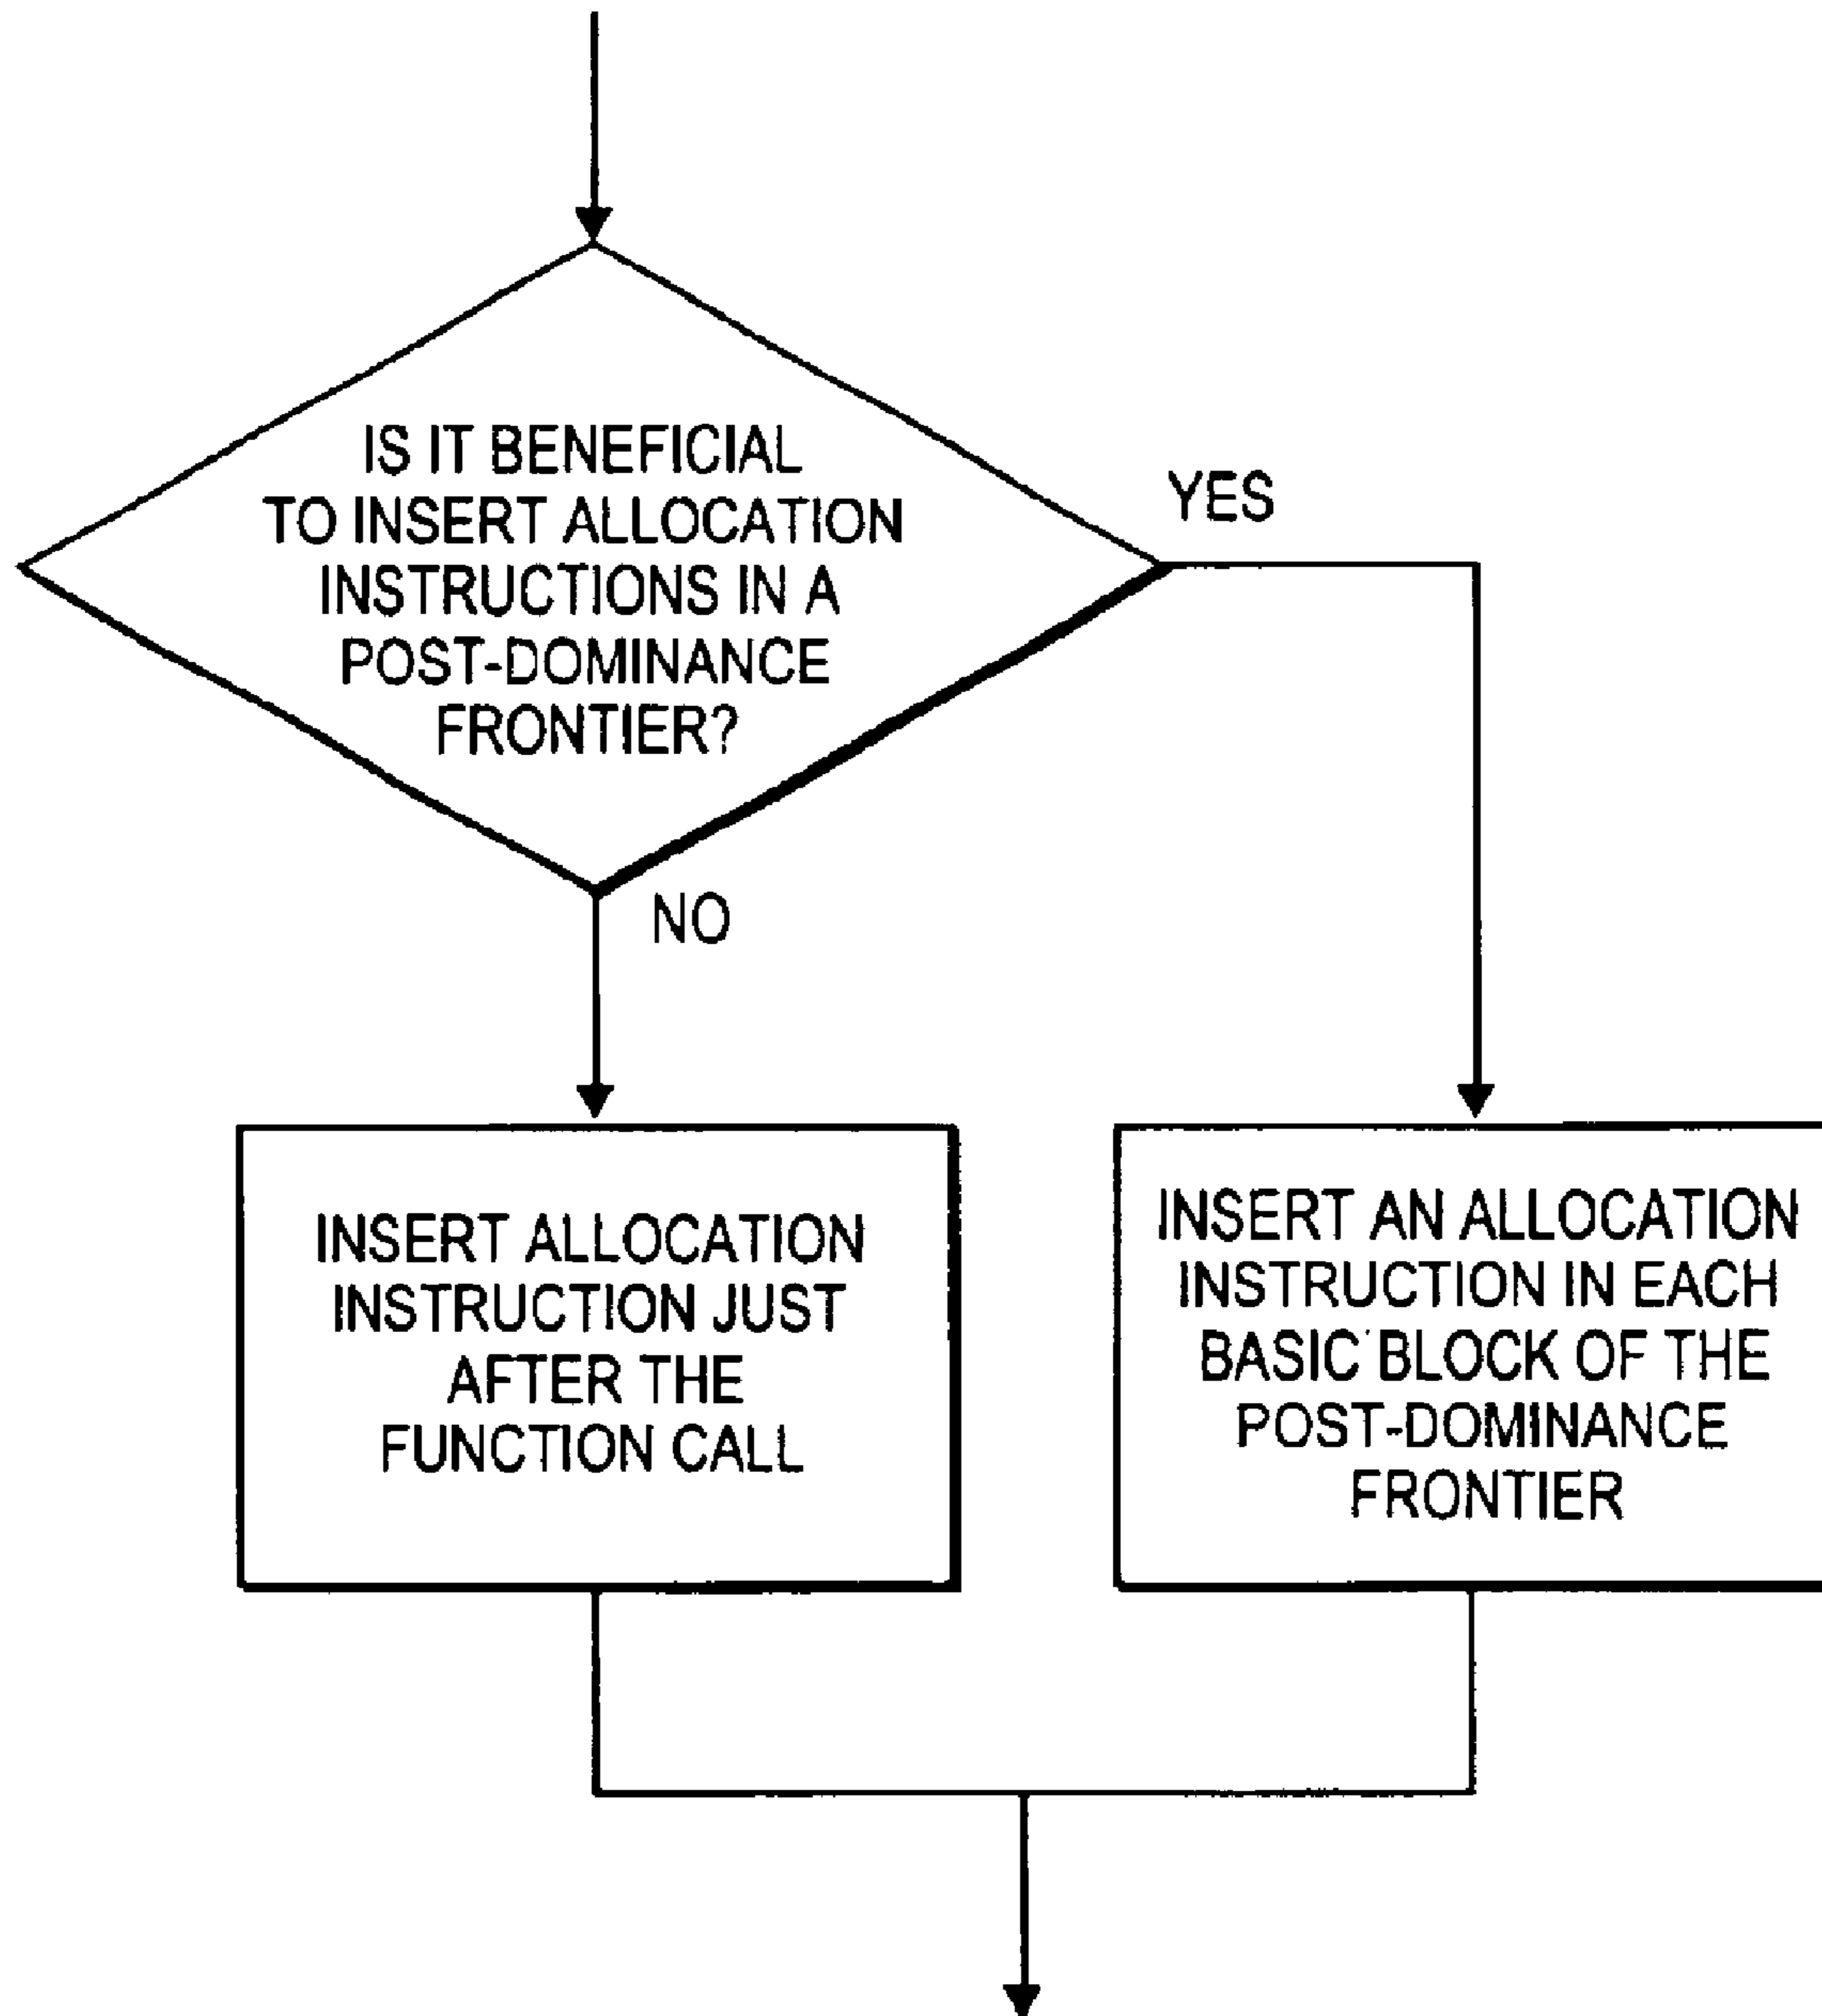 IS IT BENEFICIAL
TO INSERT ALLOCATION
INSTRUCTIONS IN A
POST-DOMINANCE
FRONTIER?
YES
NO
INSERT ALLOCATION
INSTRUCTION JUST
AFTER THE
FUNCTION CALL
INSERT AN ALLOCATION
INSTRUCTION IN EACH
BASIC BLOCK OF THE
POST-DOMINANCE
FRONTIER